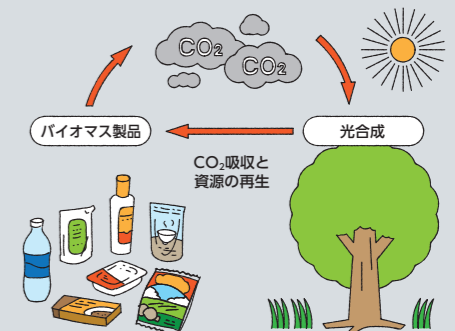 CO₂
CO₂
バイオマス製品
光合成
CO₂吸収と
資源の再生